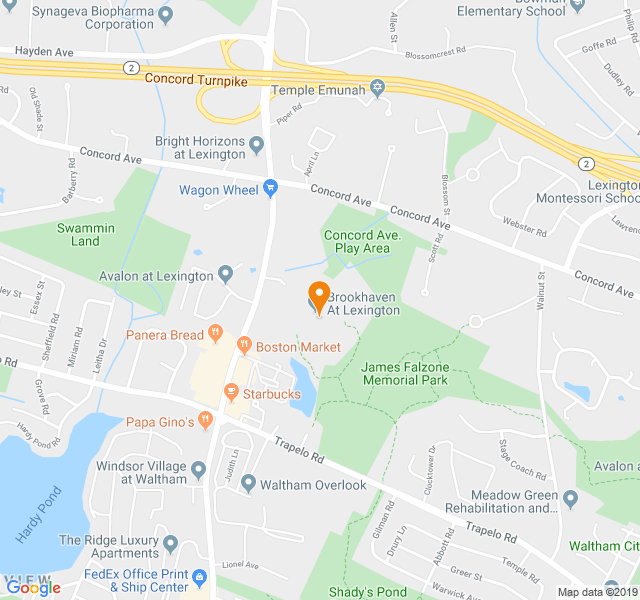 Synageva Biopharma
Corporation
Bowman
Elementary School
Allen St
Goffe Rd
Philip Rd
Dudley Rd
Hayden Ave
Blossomcrest Rd
2
Concord Turnpike
Temple Emunah
Old Shade St
Piper Rd
Bright Horizons
at Lexington
April Ln
2
Concord Ave
Barberry Rd
Wagon Wheel
Concord Ave
Concord Ave
Blossom St
Lexington
Montessori School
Webster Rd
Swammin
Land
Concord Ave.
Play Area
Scott Rd
Avalon at Lexington
Walnut St
Concord Ave
ley St
Essex St
Brookhaven
At Lexington
Sheffield Rd
Miriam Rd
Leitha Dr
Panera Bread
Boston Market
Grove Rd
James Falzone
Memorial Park
Starbucks
Papa Gino's
Hardy Pond Rd
Trapelo Rd
Judith Ln
Stage Coach Rd
Clocktower Dr
Windsor Village
at Waltham
Avalon a
Waltham Overlook
Hardy Pond
Meadow Green
Rehabilitation and...
Gilman Rd
Drury Ln
Abbott Rd
Trapelo Rd
The Ridge Luxury
Apartments
Waltham Cit
Lionel Ave
Temple Rd
Greer St
FedEx Office Print
& Ship Center
VIEW
Google
Shady's Pond
Warwick Av
Map data ©2019